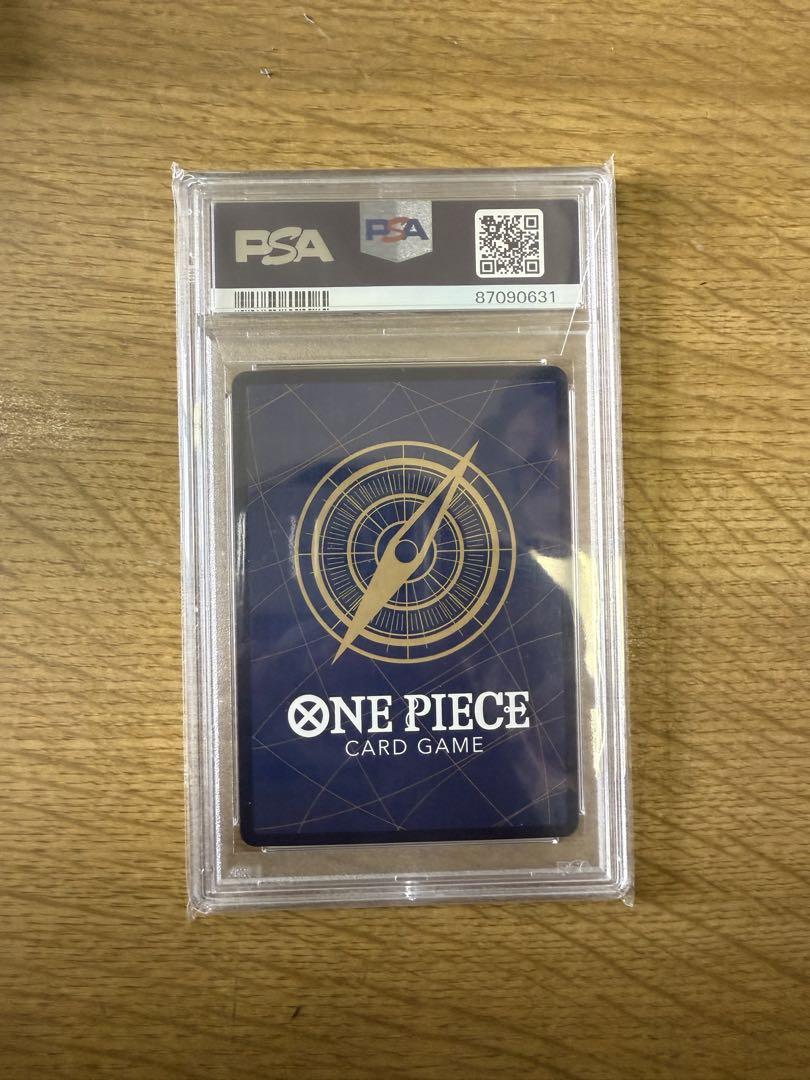 PSA
PSA
87090631
ONE PIECE
CARD GAME